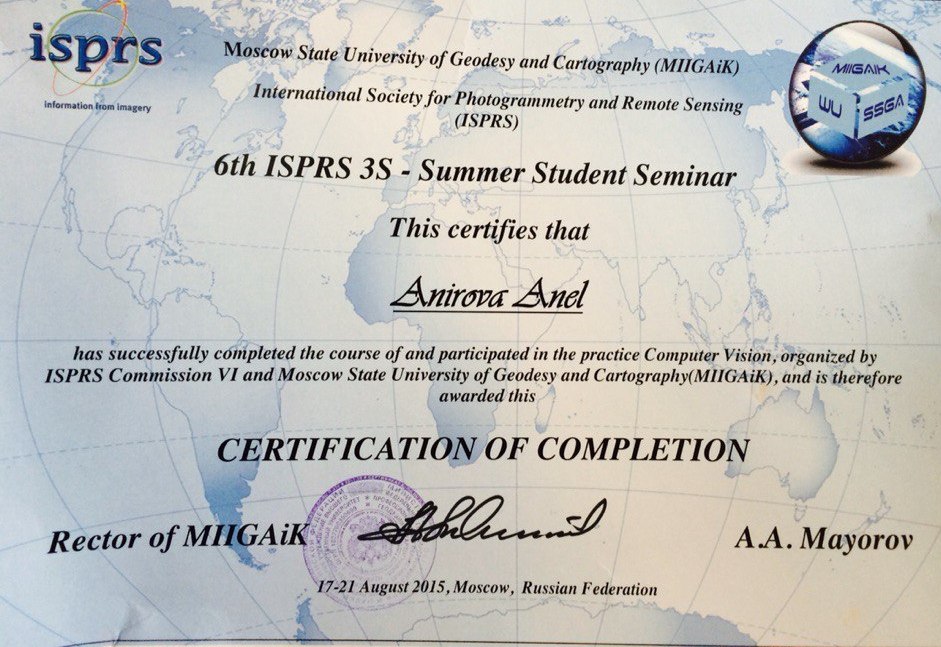 isprs
information from imagery
Moscow State University of Geodesy and Cartography (MIIGAiK)
International Society for Photogrammetry and Remote Sensing
(ISPRS)
MIIGAIK
WU
SSGA
6th ISPRS 3S - Summer Student Seminar
This certifies that
Anirova Anel
has successfully completed the course of and participated in the practice Computer Vision, organized by
ISPRS Commission VI and Moscow State University of Geodesy and Cartography(MIIGAiK), and is therefore
awarded this
CERTIFICATION OF COMPLETION
Rector of MIIGAiK
A.A. Mayorov
17-21 August 2015, Moscow, Russian Federation